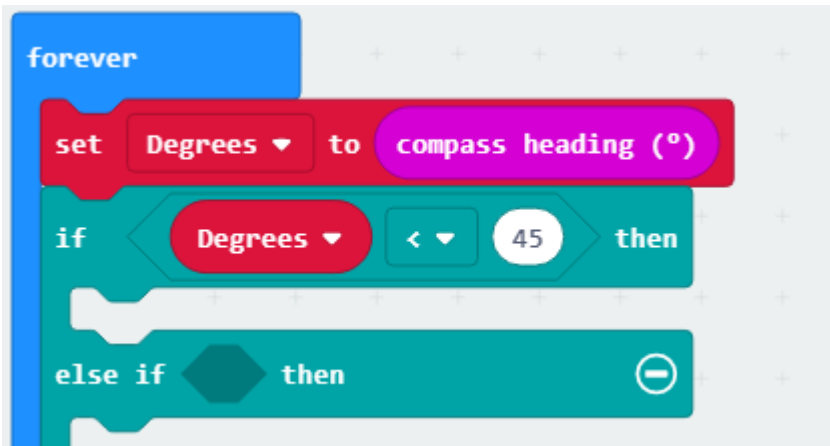 forever
set Degrees to compass heading (º)
if Degrees < 45 then
else if then